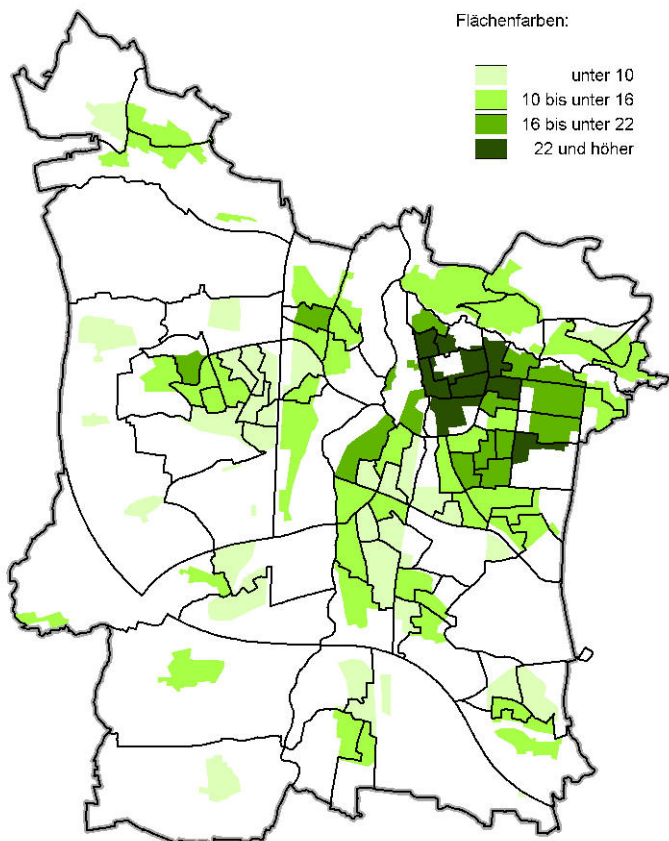 Flächenfarben:
unter 10
10 bis unter 16
16 bis unter 22
22 und höher